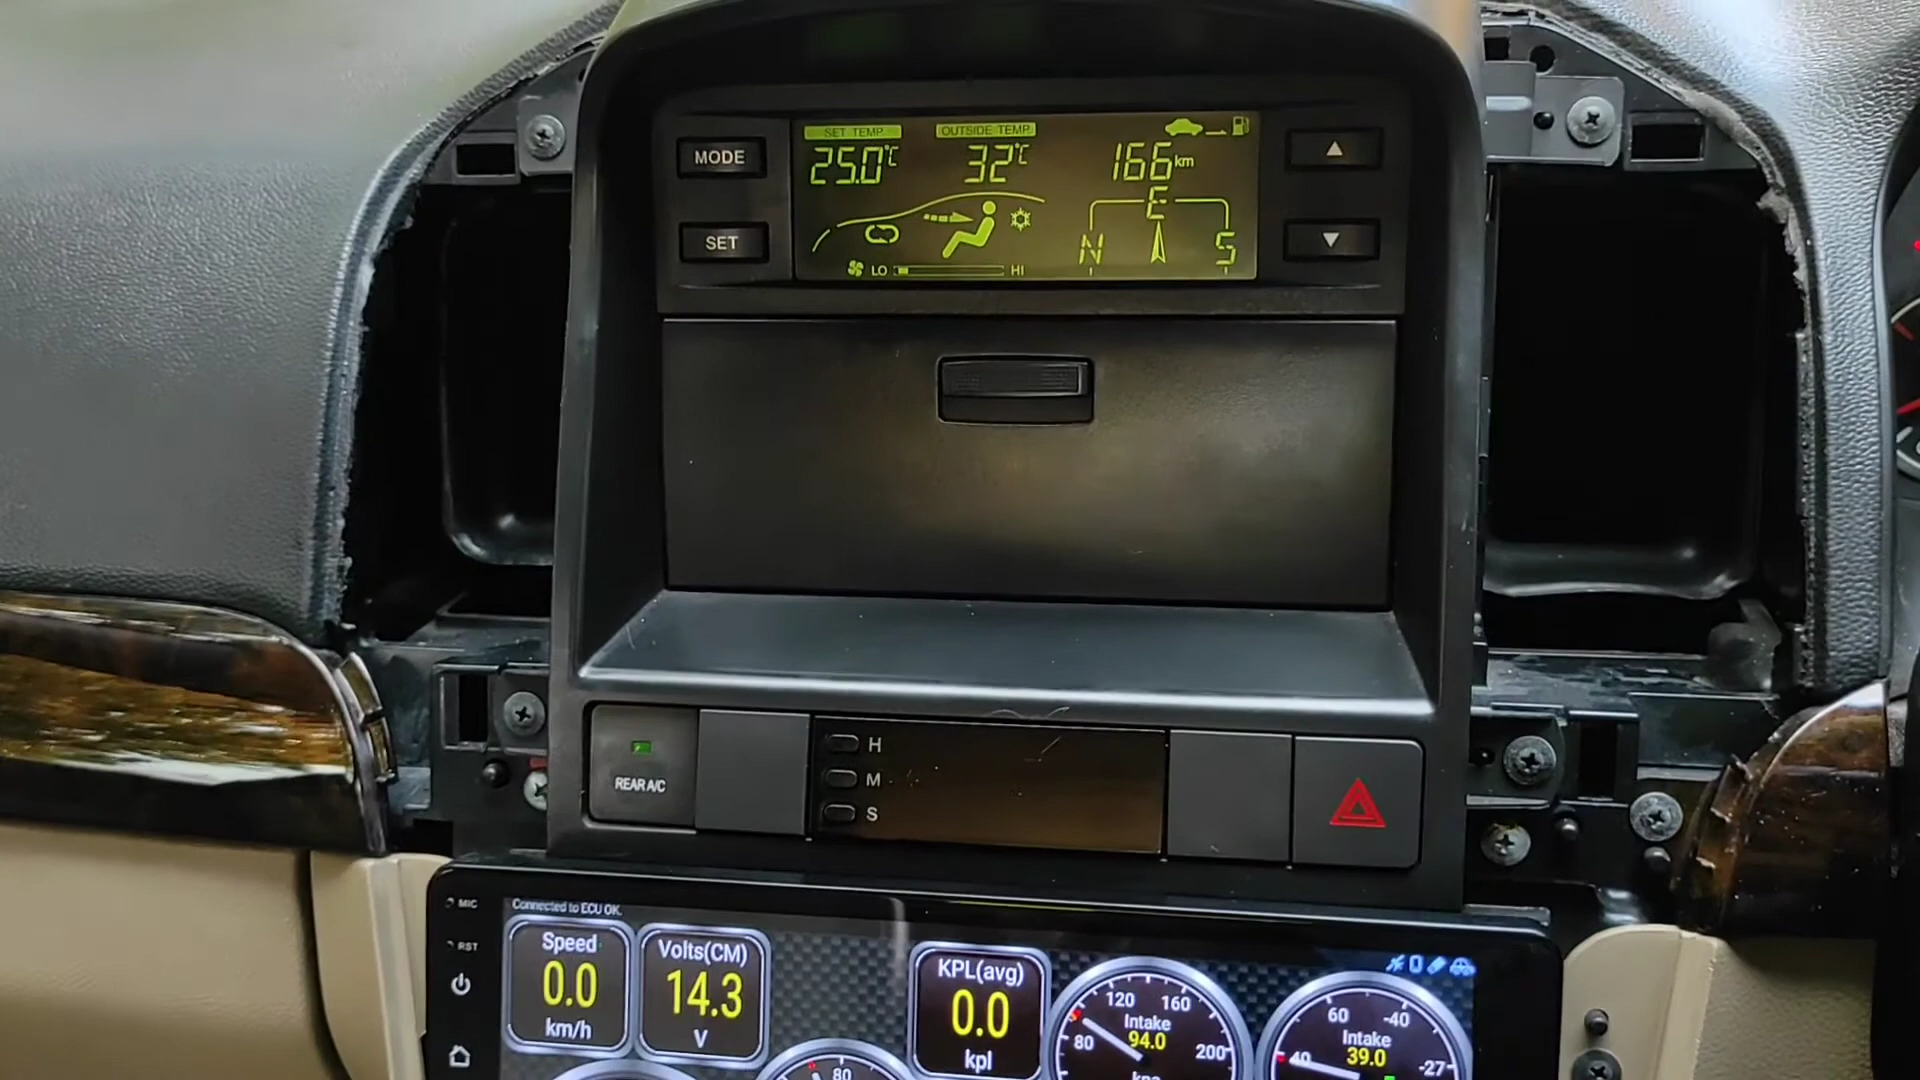 SET TEMP.
OUTSIDE TEMP.
MODE
25.0°C
32°C
166km
E
SET
N
S
LO
HI
H
M
S
REAR A/C
MIC
Connected to ECU OK.
RST
Speed
0.0
km/h
Volts(CM)
14.3
V
KPL(avg)
0.0
kpl
120
160
Intake
94.0
80
200
60
-40
Intake
39.0
40
-27
80